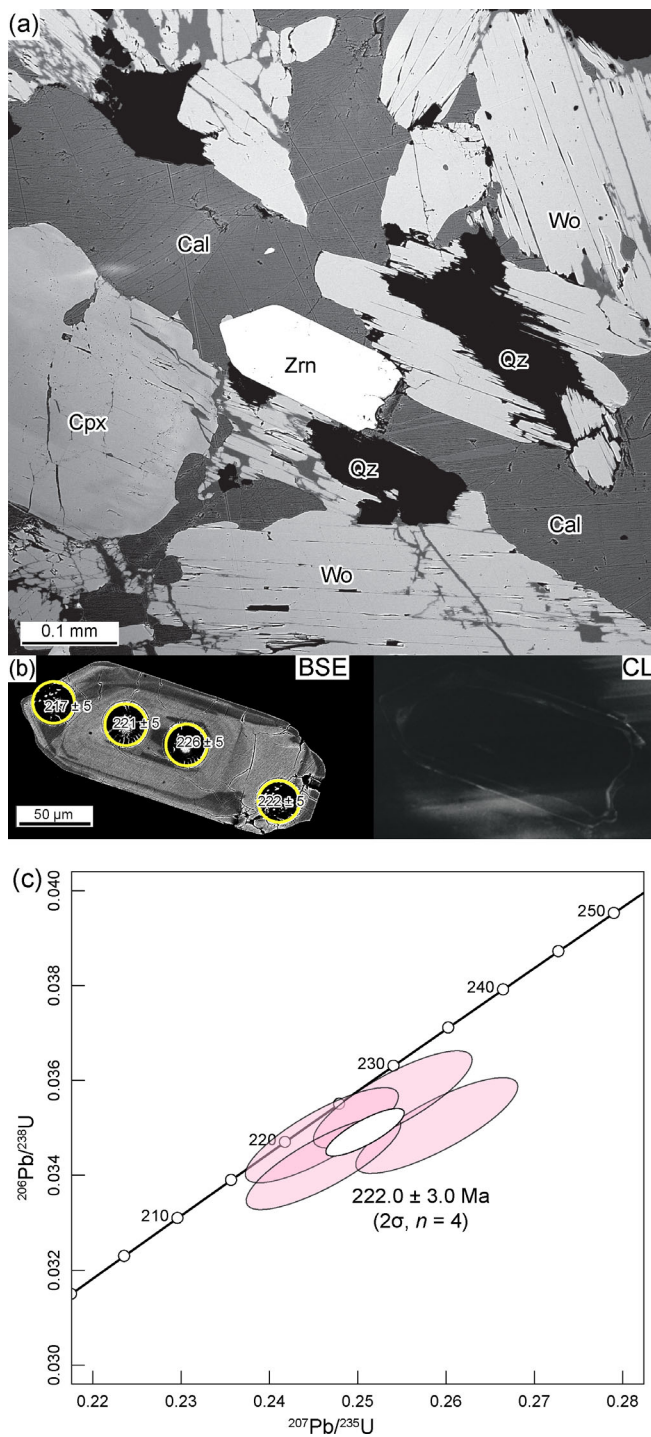 (a)
Wo
Cal
Zrn
Qz
Cpx
Qz
Cal
Wo
0.1 mm
(b)
BSE
CL
217 ± 5
221 ± 5
226 ± 5
222 ± 5
50 µm
(c)
0.040
250
0.038
240
0.036
230
220
206Pb/238U
0.034
222.0 ± 3.0 Ma
(2σ, n = 4)
210
0.032
0.030
0.22 0.23 0.24 0.25 0.26 0.27 0.28
207Pb/235U